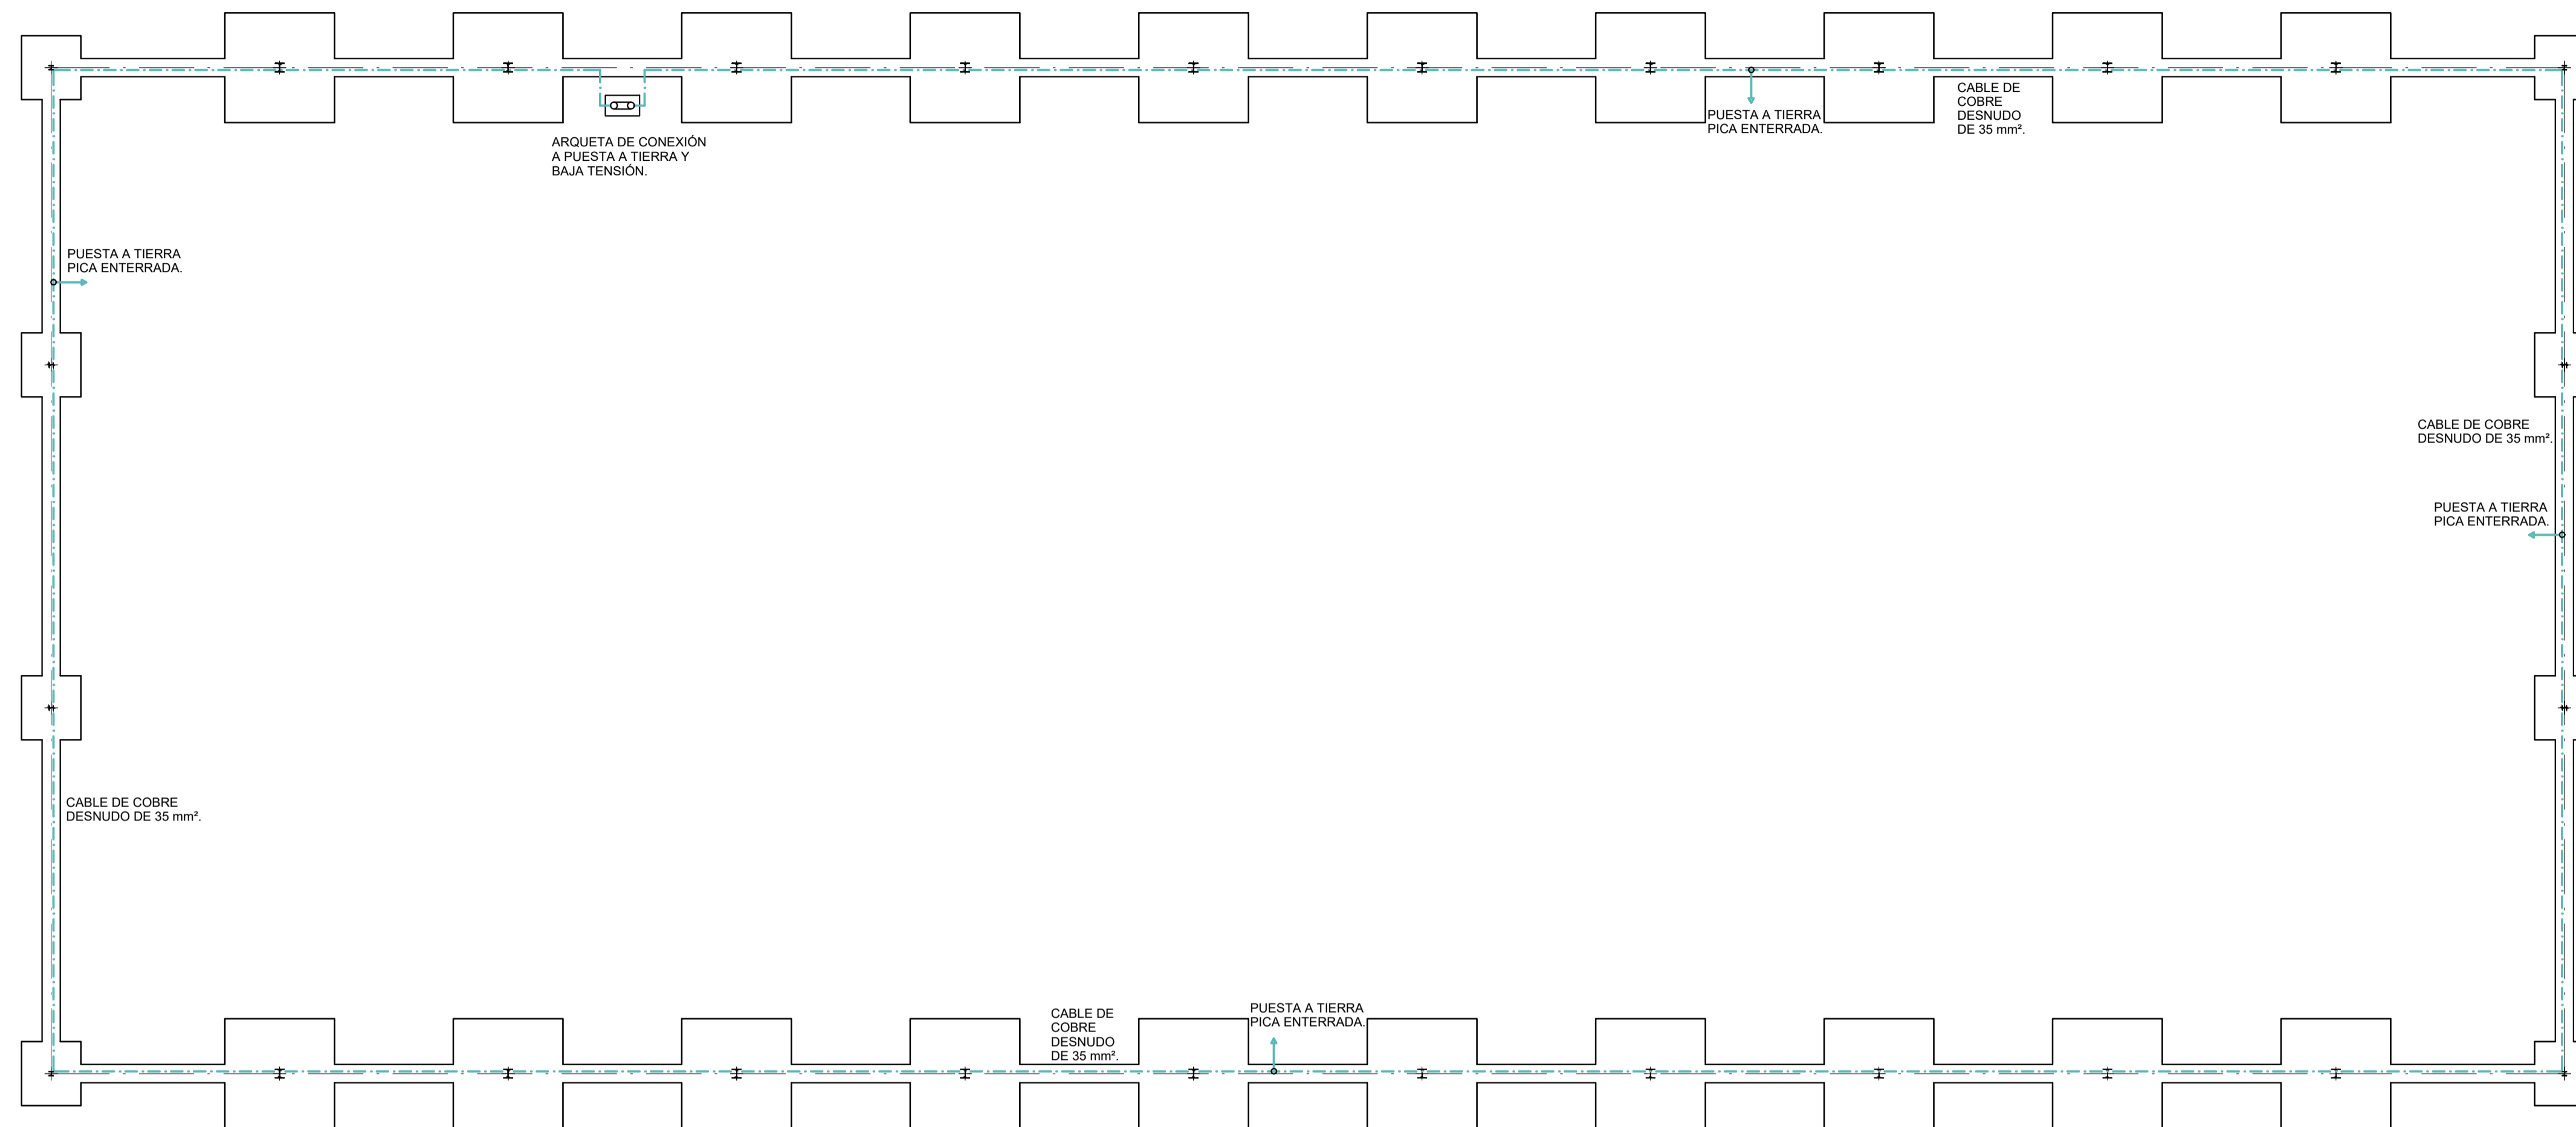 PUESTA A TIERRA
PICA ENTERRADA.
CABLE DE
COBRE
DESNUDO
DE 35 mm².
ARQUETA DE CONEXIÓN
A PUESTA A TIERRA Y
BAJA TENSIÓN.
PUESTA A TIERRA
PICA ENTERRADA.
CABLE DE COBRE
DESNUDO DE 35 mm².
PUESTA A TIERRA
PICA ENTERRADA.
CABLE DE COBRE
DESNUDO DE 35 mm².
CABLE DE
COBRE
DESNUDO
DE 35 mm².
PUESTA A TIERRA
PICA ENTERRADA.